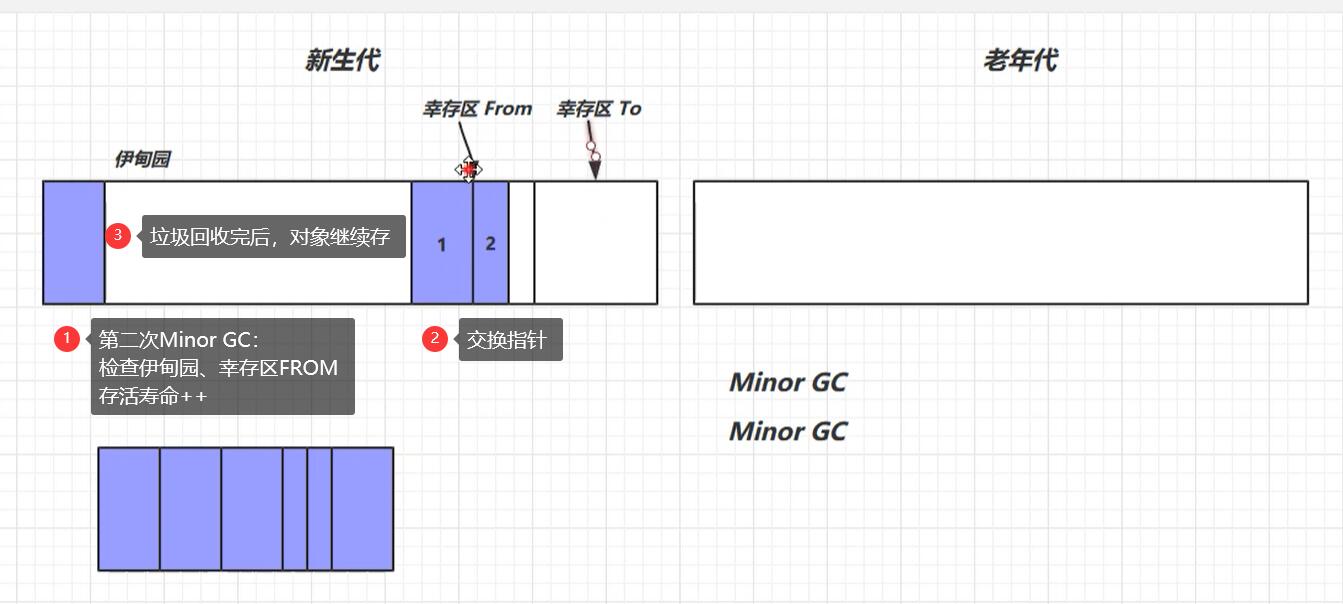 新生代
老年代
幸存区 From
幸存区 To
伊甸园
3
垃圾回收完后，对象继续存
1
2
1
第二次Minor GC：
检查伊甸园、幸存区FROM
存活寿命++
2
交换指针
Minor GC
Minor GC